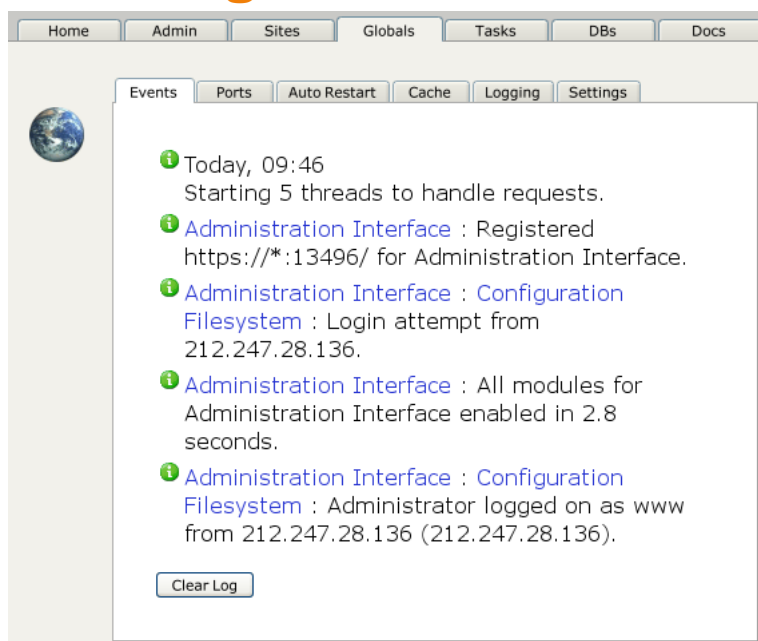 Home Admin Sites Globals Tasks DBs Docs
Events Ports Auto Restart Cache Logging Settings
Today, 09:46
Starting 5 threads to handle requests.
Administration Interface : Registered
https://*:13496/ for Administration Interface.
Administration Interface : Configuration
Filesystem : Login attempt from
212.247.28.136.
Administration Interface : All modules for
Administration Interface enabled in 2.8
seconds.
Administration Interface : Configuration
Filesystem : Administrator logged on as www
from 212.247.28.136 (212.247.28.136).
Clear Log